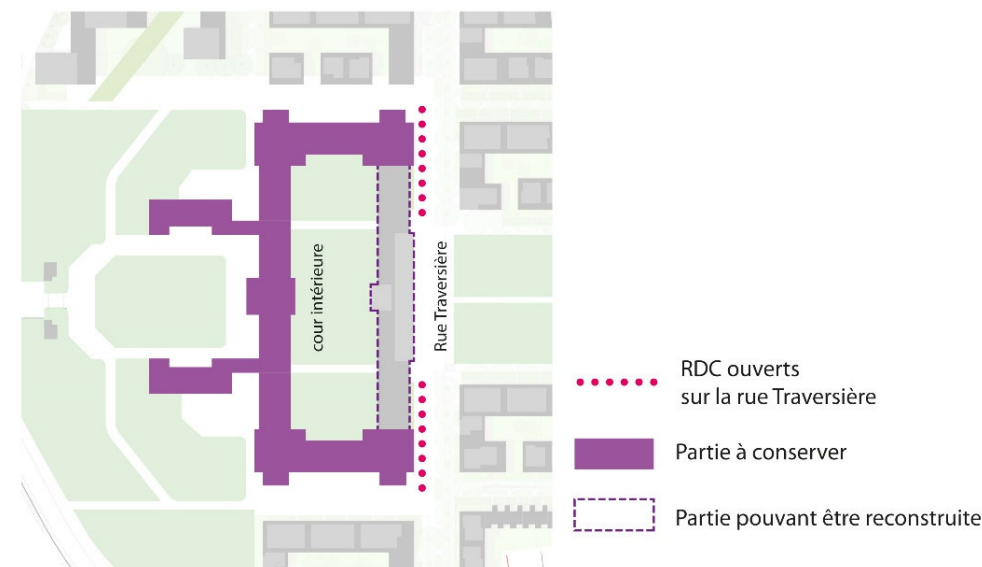 cour intérieure
Rue Traversière
RDC ouverts
sur la rue Traversière
Partie à conserver
Partie pouvant être reconstruite